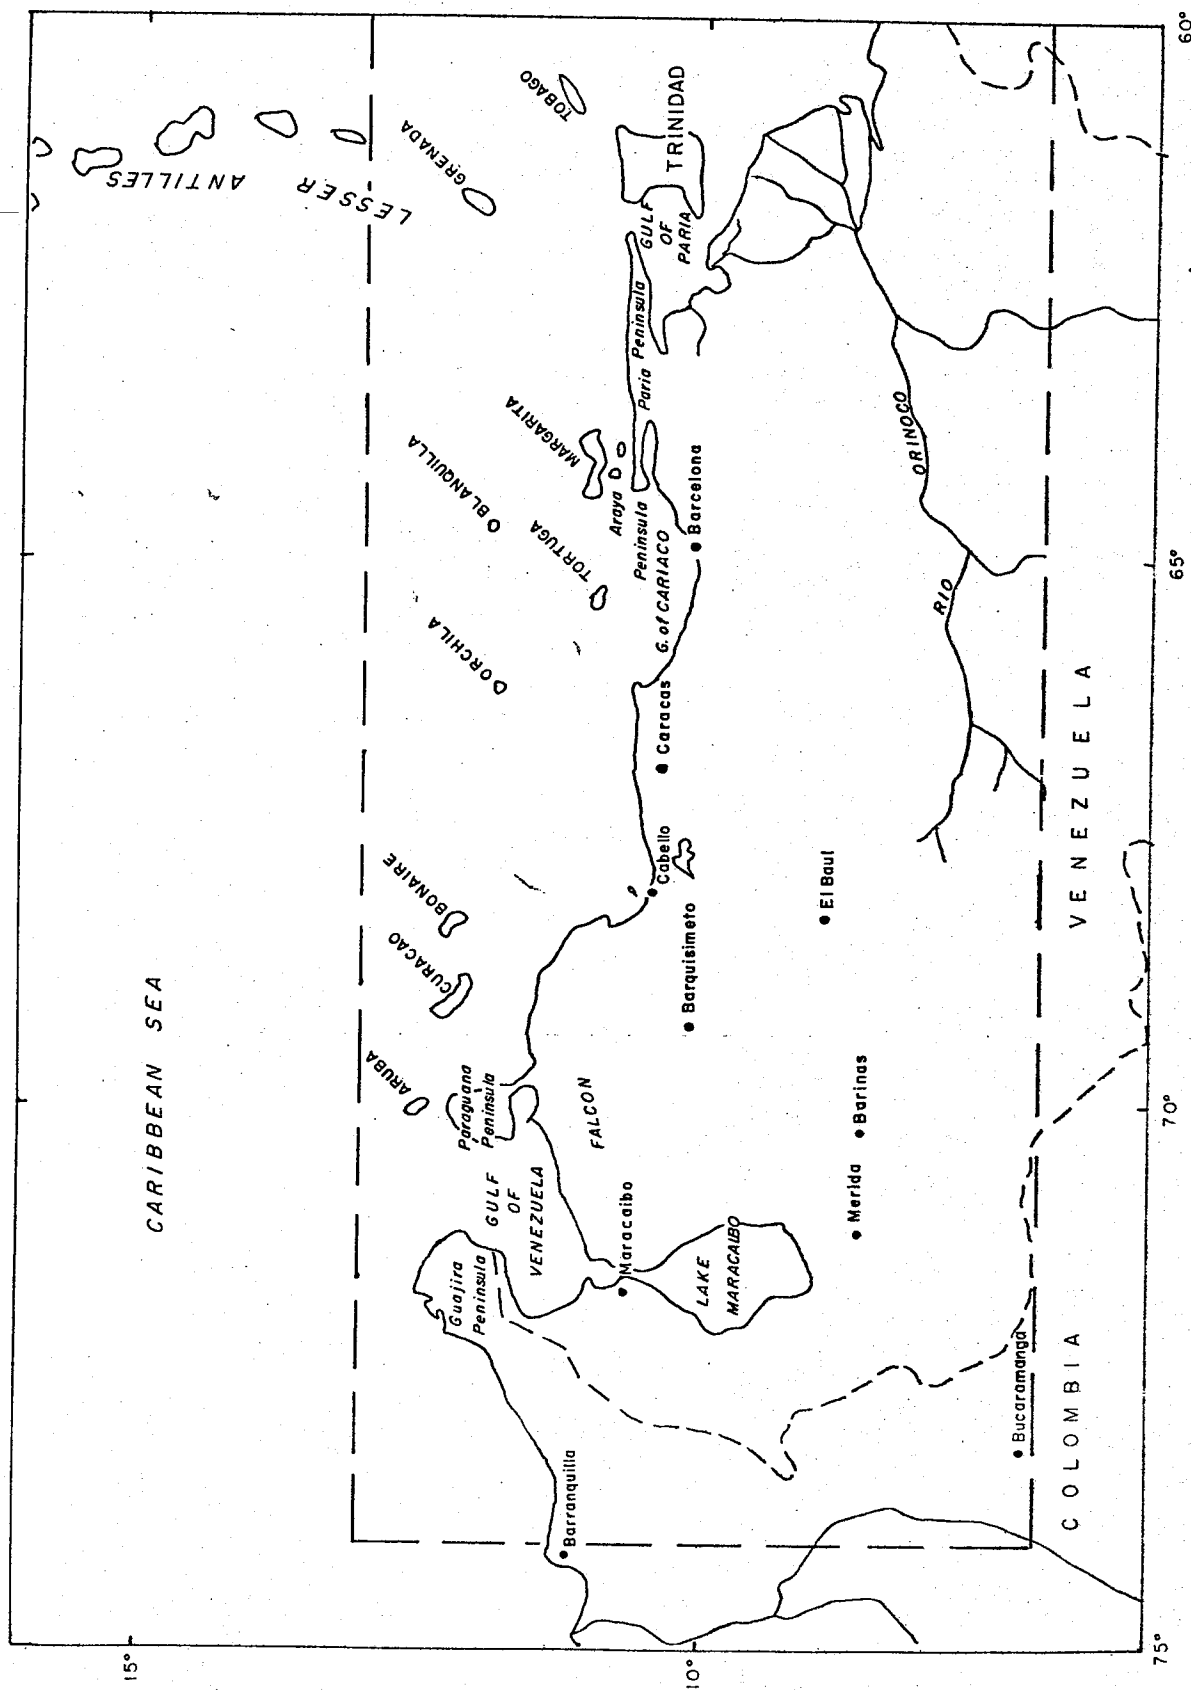 CARIBBEAN SEA
LESSER
ANTILLES
GRENADA
TOBAGO
TRINIDAD
GULF
OF
PARIA
Paria Peninsula
MARGARITA
BLANQUILLA
TORTUGA
ORCHILA
Araya
Peninsula
G. of CARIACO
Barcelona
Caracas
Cabello
BONAIRE
CURACAO
ARUBA
Paraguana
Peninsula
GULF
OF
VENEZUELA
FALCON
Guajira
Peninsula
Maracaibo
LAKE
MARACAIBO
Barquisimeto
El Baul
Barinas
Merida
Barranquilla
Bucaramanga
RIO
ORINOCO
VENEZUELA
COLOMBIA
15°
10°
75°
70°
65°
60°